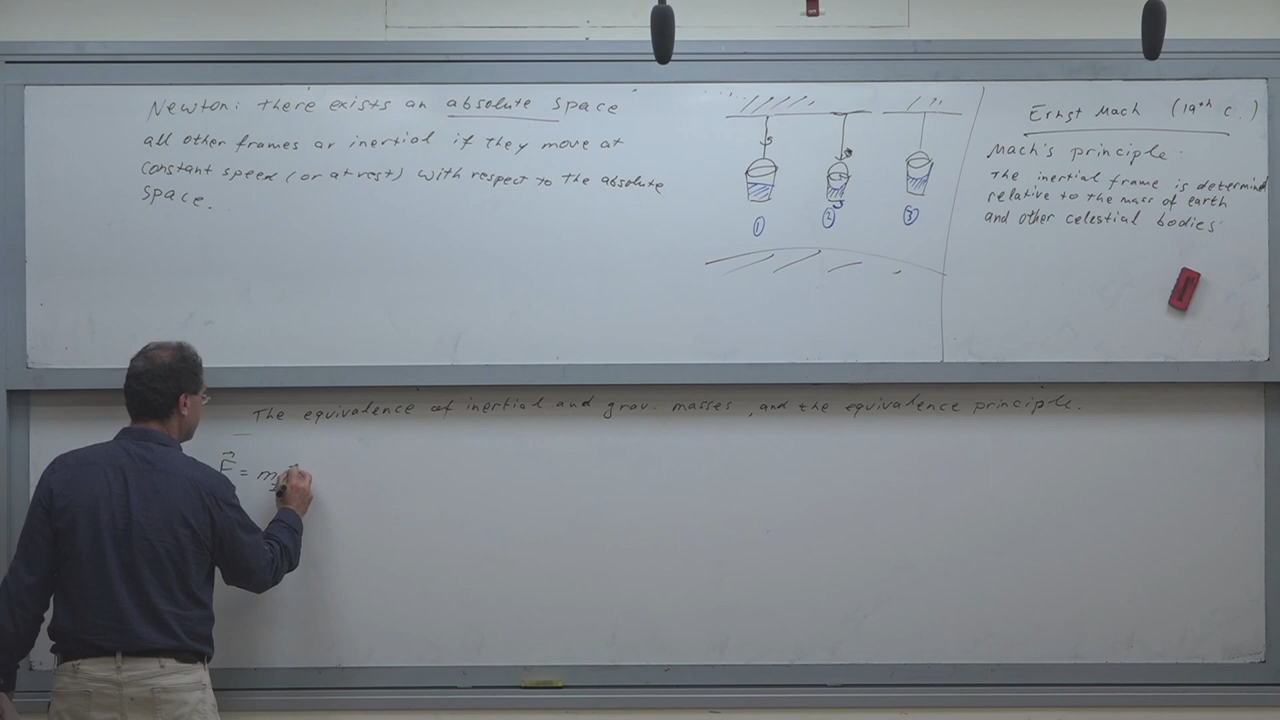 Newton: there exists an absolute space
all other frames ar inertial if they move at
constant speed (or at rest) with respect to the absolute
space.
① ② ③
Ernst Mach (19th c.)
Mach's principle.
The inertial frame is determined
relative to the mass of earth
and other celestial bodies
The equivalence of inertial and grav. masses, and the equivalence principle.
F⃗ = m